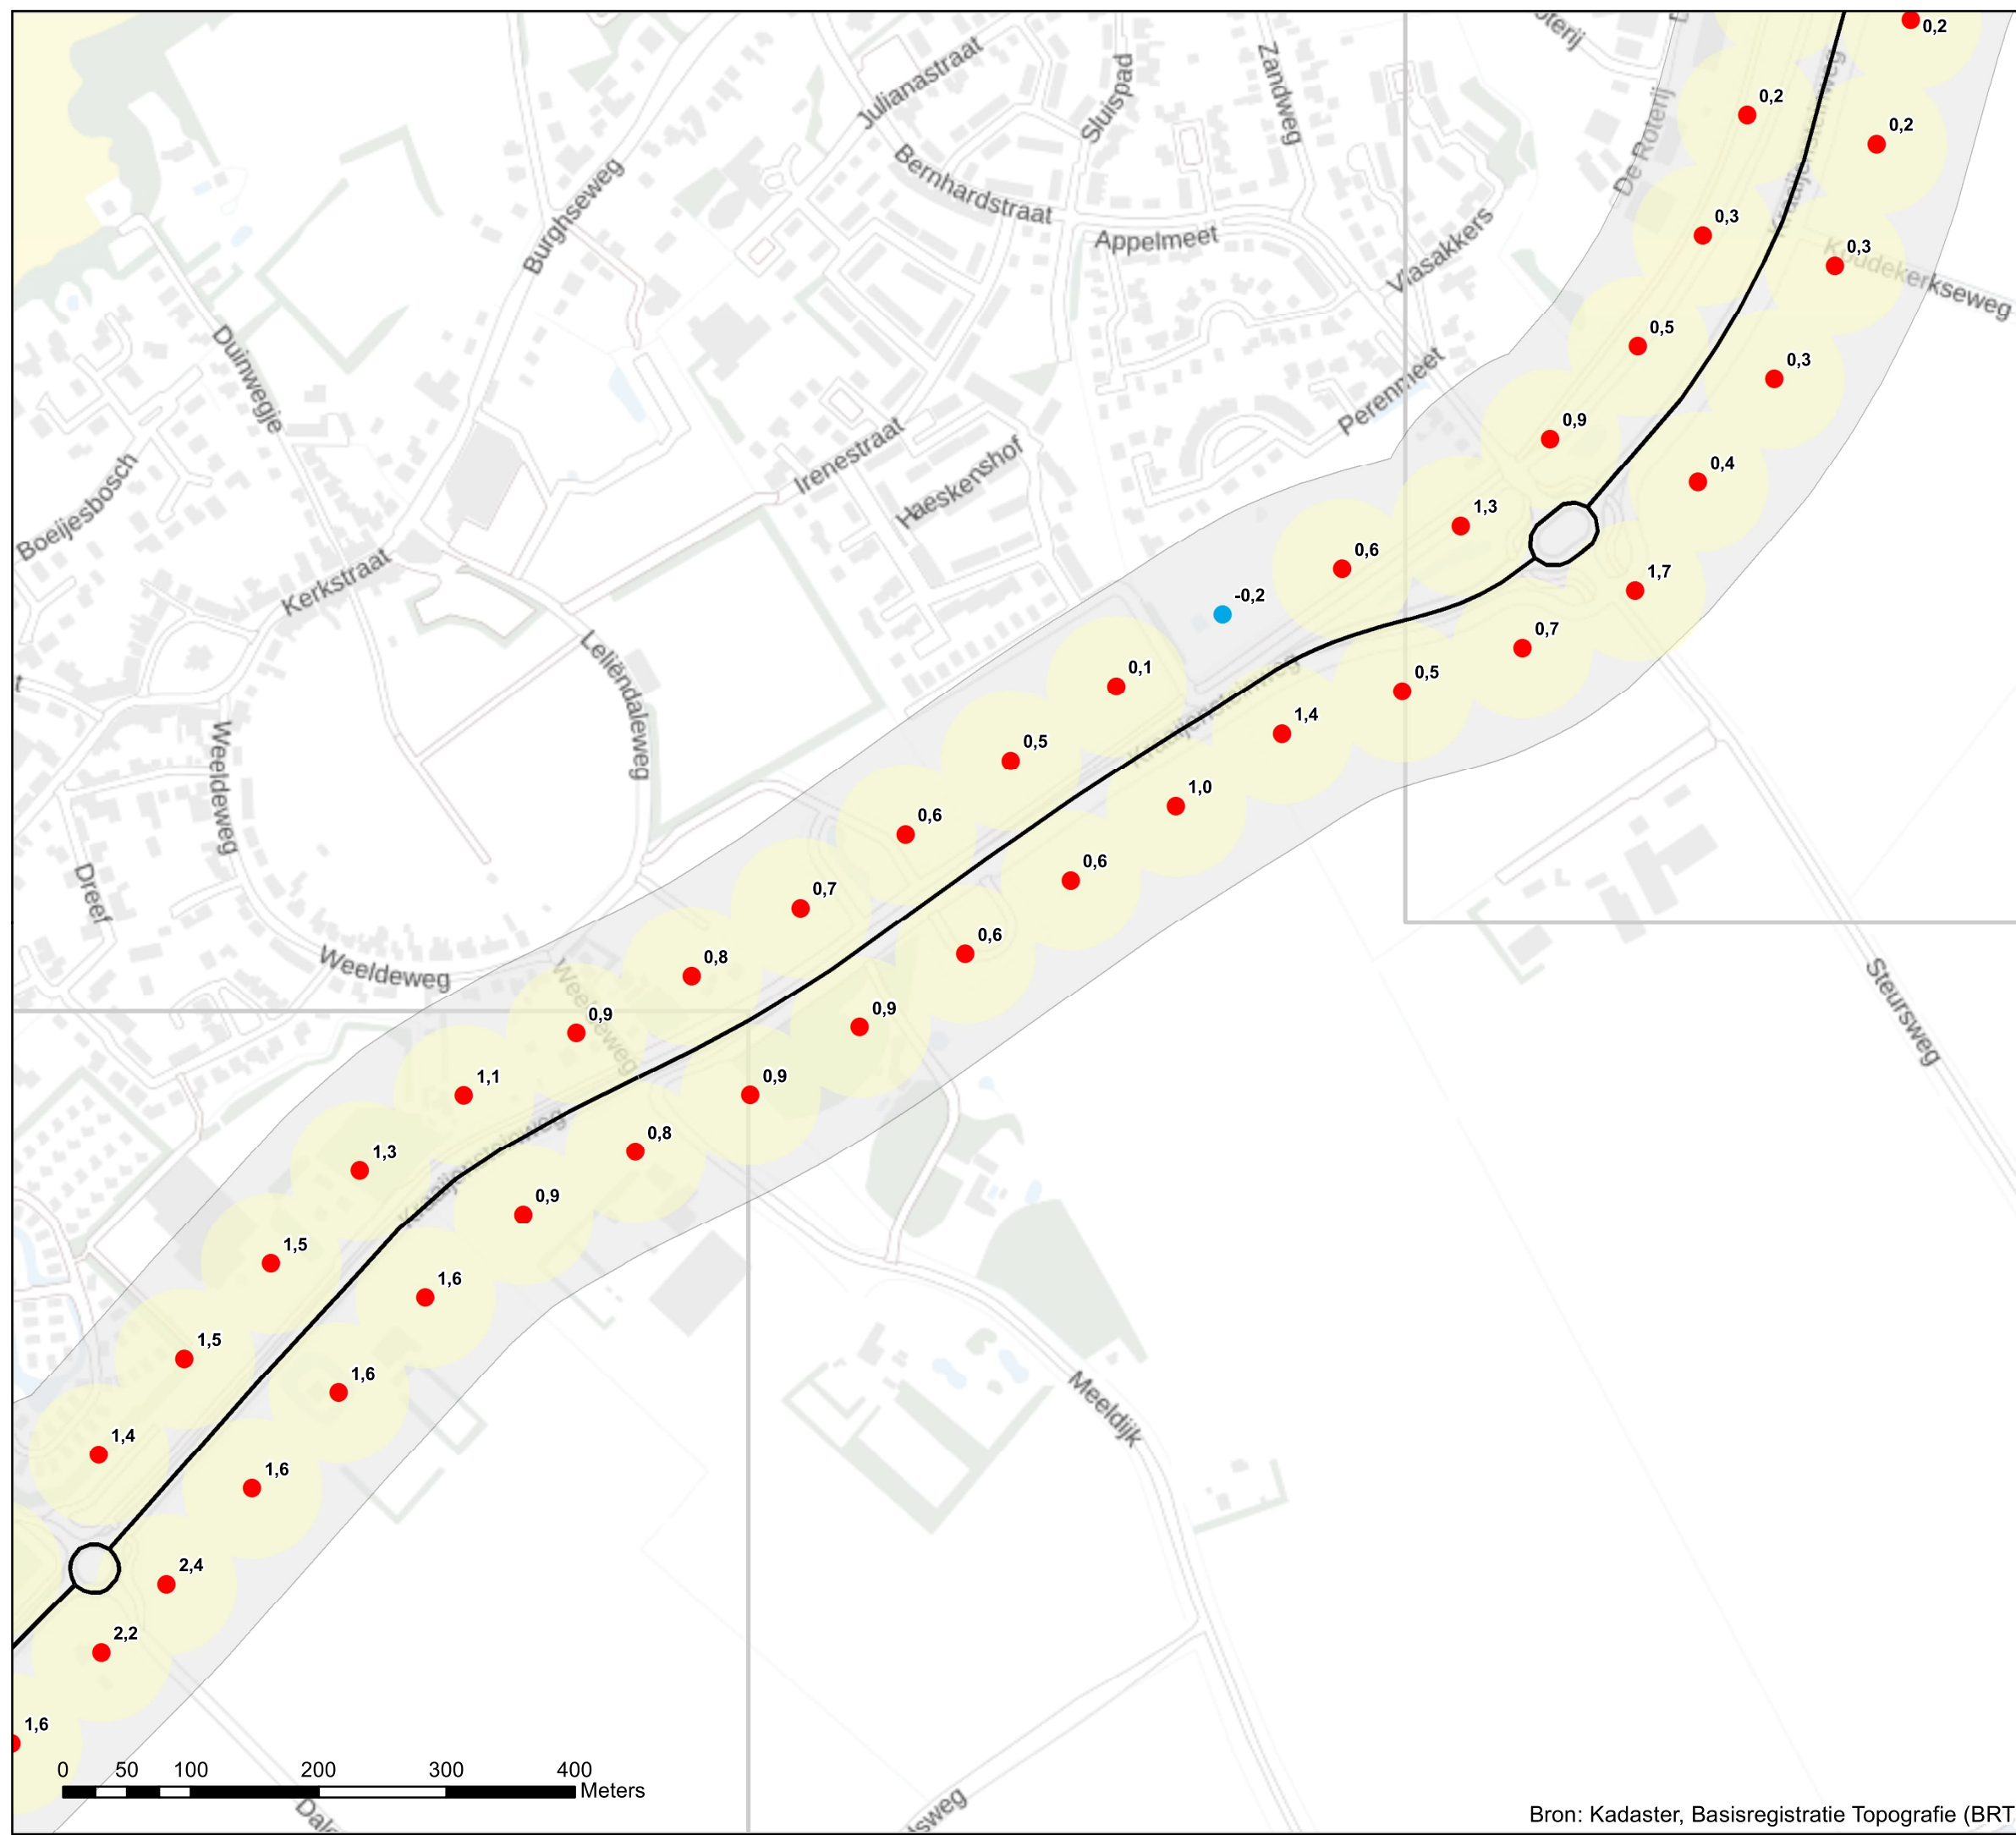 0,2
Julianastraat
Sluispad
Zandweg
De Roterij
0,2
Kraaijensteinweg
0,2
Burghseweg
Bernhardstraat
Appelmeet
Vlasakkers
0,3
0,3
Koudekerkseweg
Duinwegje
Perenmeet
0,5
0,3
Boeijesbosch
Irenestraat
Haeskenshof
0,9
0,4
Kerkstraat
1,3
0,6
1,7
-0,2
0,7
Leliëndaleweg
0,1
0,5
Kraaijensteinweg
1,4
Weeldeweg
0,5
1,0
0,6
0,6
Dreef
0,7
0,6
Weeldeweg
0,8
Weeldeweg
0,9
0,9
Steursweg
1,1
0,9
Kraaijensteinweg
0,8
1,3
0,9
1,5
1,6
1,5
1,6
Meeldijk
1,4
1,6
2,4
2,2
1,6
0 50 100 200 300 400
Meters
Bron: Kadaster, Basisregistratie Topografie (BRT